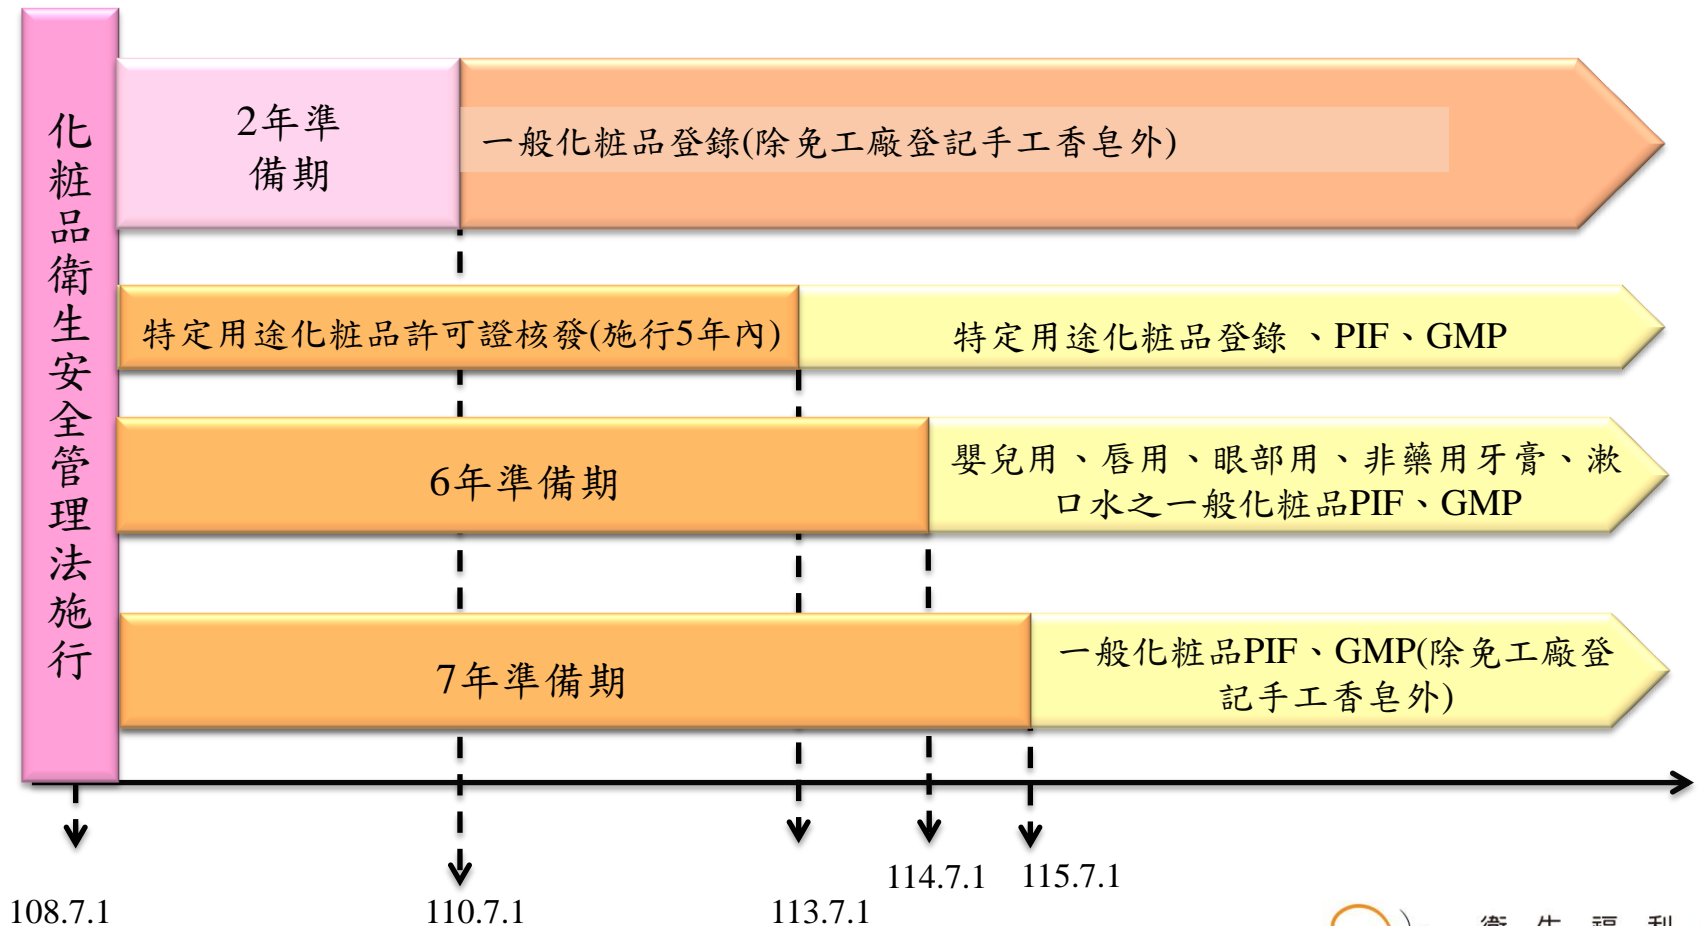 化粧品衛生安全管理法施行
2年準
備期
一般化粧品登錄(除免工廠登記手工香皂外)
特定用途化粧品許可證核發(施行5年內)
特定用途化粧品登錄、PIF、GMP
6年準備期
嬰兒用、唇用、眼部用、非藥用牙膏、漱
口水之一般化粧品PIF、GMP
7年準備期
一般化粧品PIF、GMP(除免工廠登
記手工香皂外)
108.7.1
110.7.1
113.7.1
114.7.1
115.7.1
衛生福利